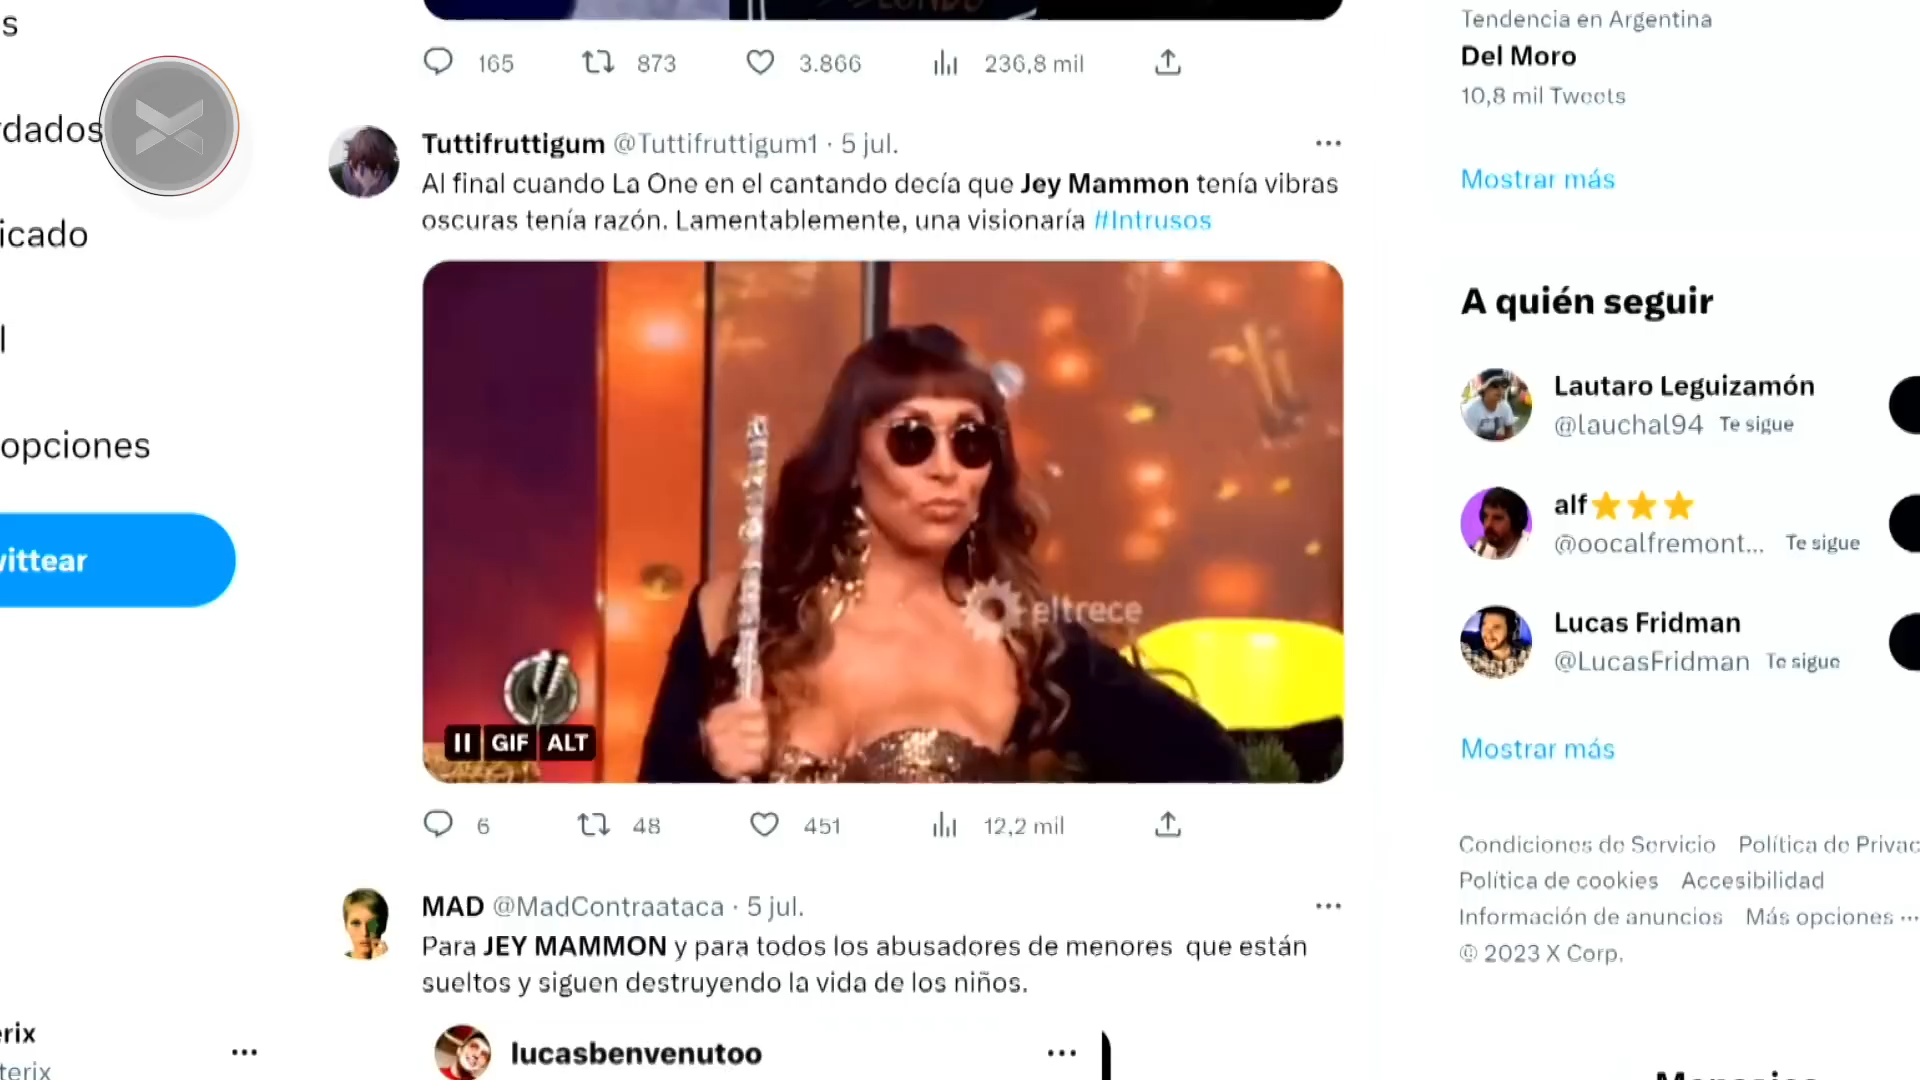 s
165 873 3.866 236,8 mil
Tuttifruttigum @Tuttifruttigum1 · 5 jul.
Al final cuando La One en el cantando decía que Jey Mammon tenía vibras
oscuras tenía razón. Lamentablemente, una visionaría #Intrusos
eltrece
GIF ALT
6 48 451 12,2 mil
MAD @MadContraataca · 5 jul.
Para JEY MAMMON y para todos los abusadores de menores que están
sueltos y siguen destruyendo la vida de los niños.
lucasbenvenutoo
rdados
icado
l
opciones
vittear
erix
terix
Tendencia en Argentina
Del Moro
10,8 mil Tweets
Mostrar más
A quién seguir
Lautaro Leguizamón
@lauchal94 Te sigue
alf⭐⭐⭐
@oocalfremont... Te sigue
Lucas Fridman
@LucasFridman Te sigue
Mostrar más
Condiciones de Servicio Política de Privac
Política de cookies Accesibilidad
Información de anuncios Más opciones ···
© 2023 X Corp.